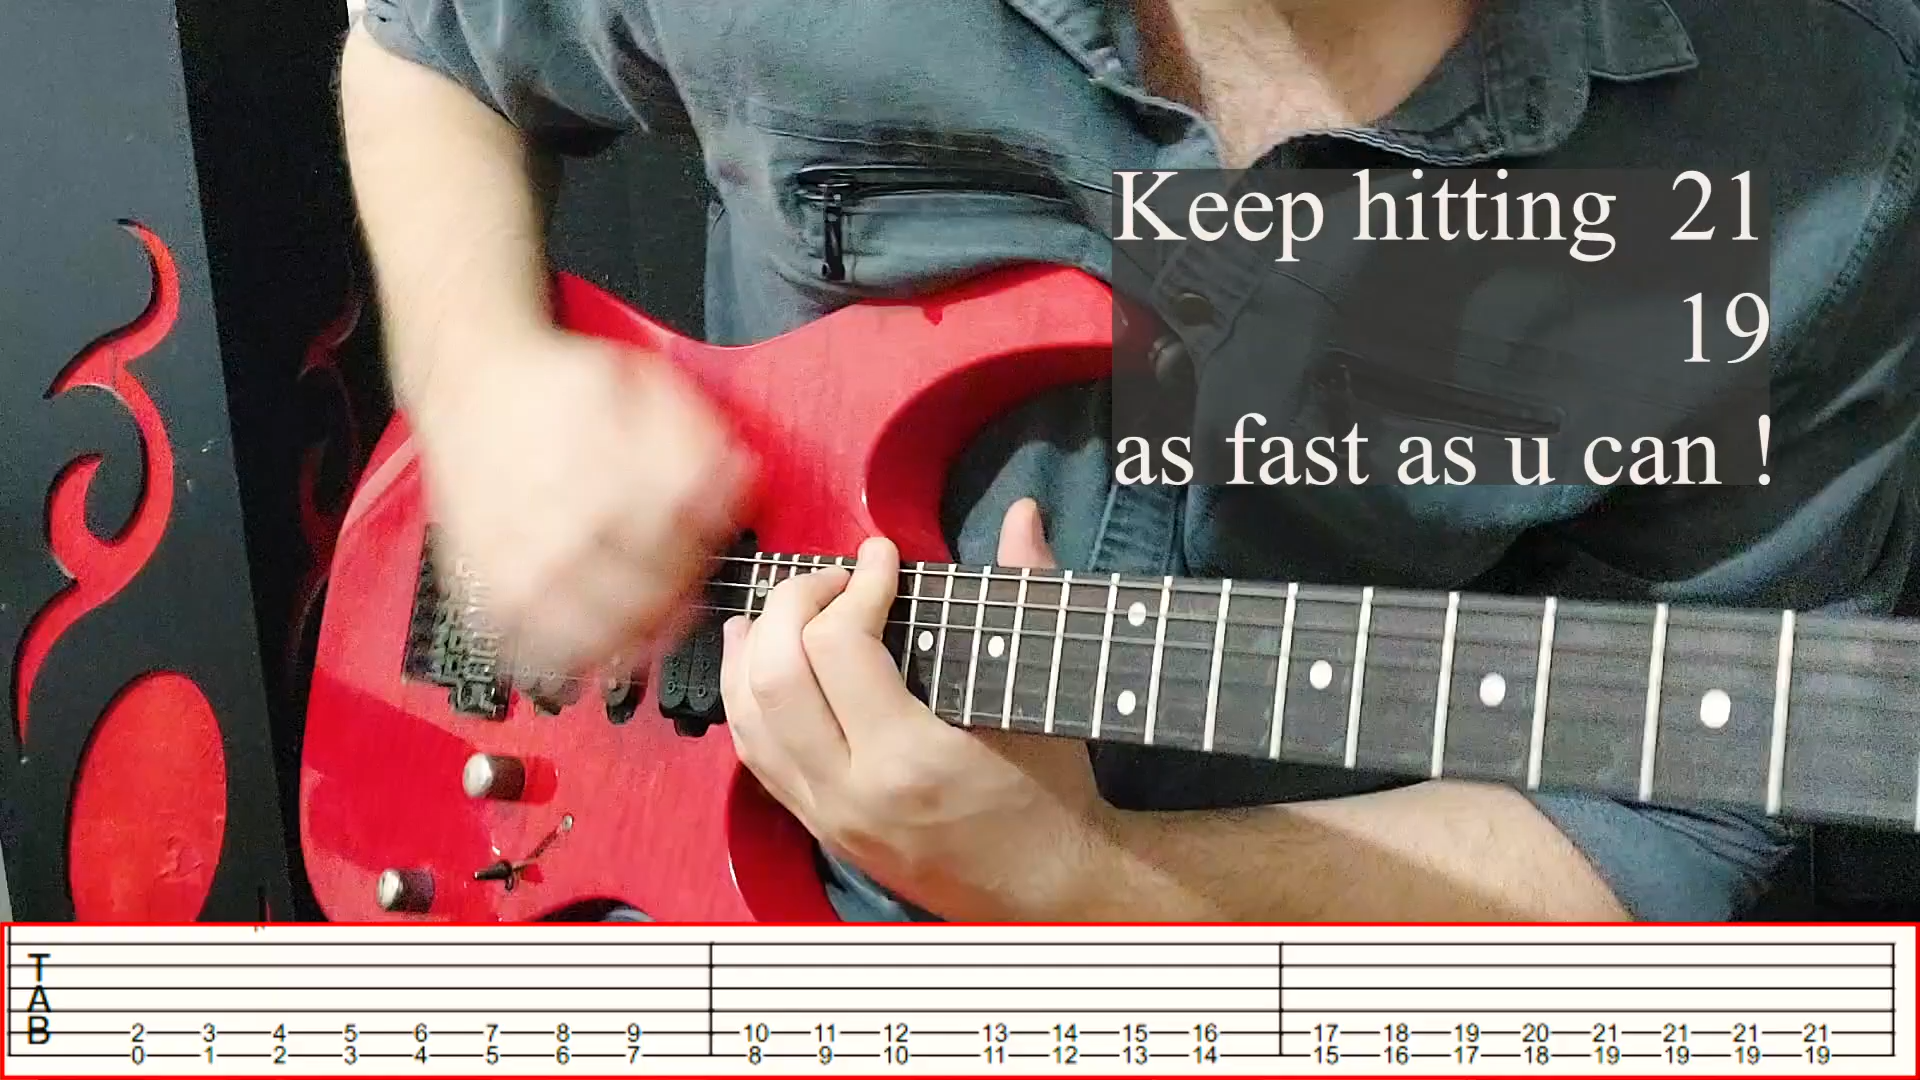 Keep hitting 21
19
as fast as u can !
T
A
B
2 3 4 5 6 7 8 9 10 11 12 13 14 15 16 17 18 19 20 21 21 21 21
0 1 2 3 4 5 6 7 8 9 10 11 12 13 14 15 16 17 18 19 19 19 19